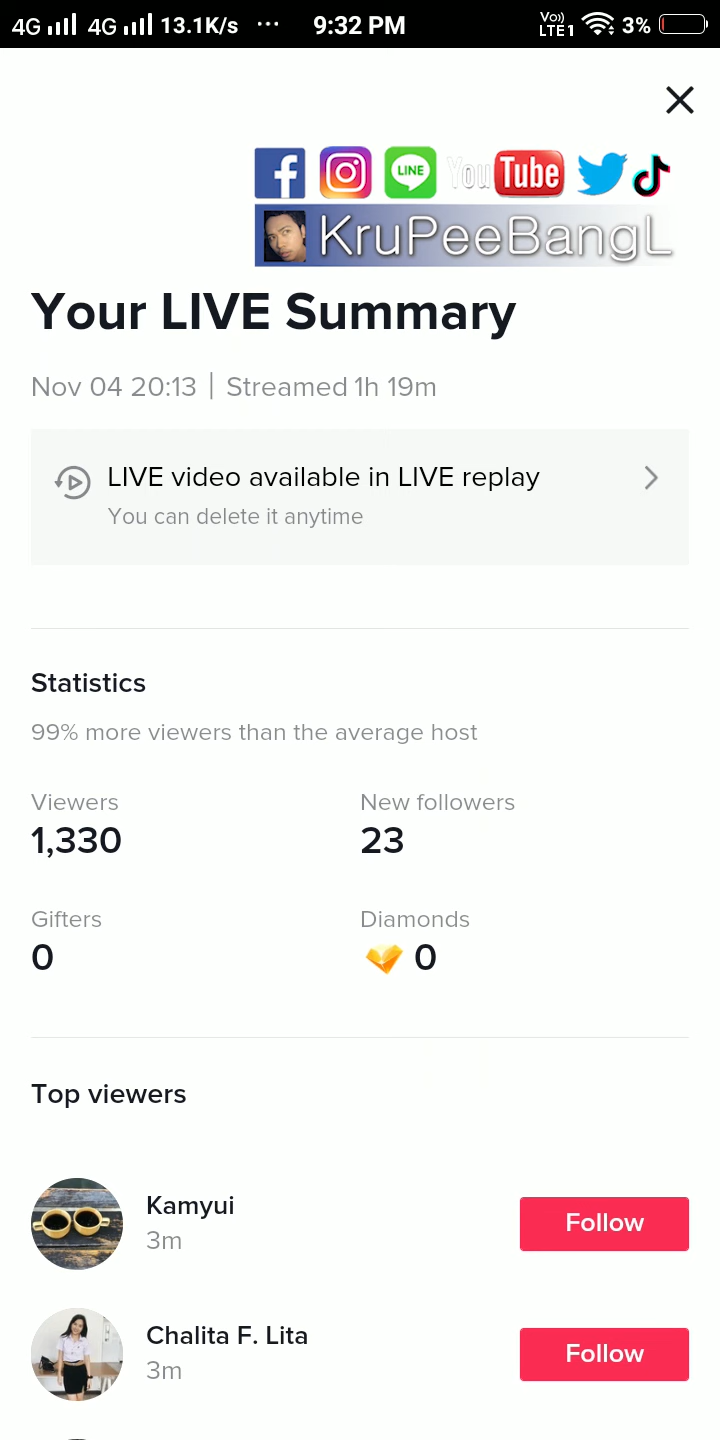 4G 4G 13.1K/s ... 9:32 PM Vo)) LTE1 3%
LINE YouTube
KruPeeBangL
Your LIVE Summary
Nov 04 20:13 | Streamed 1h 19m
LIVE video available in LIVE replay
You can delete it anytime
Statistics
99% more viewers than the average host
Viewers New followers
1,330 23
Gifters Diamonds
0 0
Top viewers
Kamyui
3m
Follow
Chalita F. Lita
3m
Follow